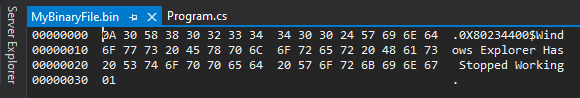 MyBinaryFile.bin Program.cs
Server Explorer
00000000 0A 30 58 38 30 32 33 34 34 30 30 24 57 69 6E 64 .0X80234400$Wind
00000010 6F 77 73 20 45 78 70 6C 6F 72 65 72 20 48 61 73 ows Explorer Has
00000020 20 53 74 6F 70 70 65 64 20 57 6F 72 6B 69 6E 67 Stopped Working
00000030 01 .